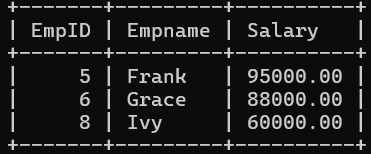 +-------+---------+----------+
| EmpID | Empname | Salary   |
+-------+---------+----------+
|     5 | Frank   | 95000.00 |
|     6 | Grace   | 88000.00 |
|     8 | Ivy     | 60000.00 |
+-------+---------+----------+